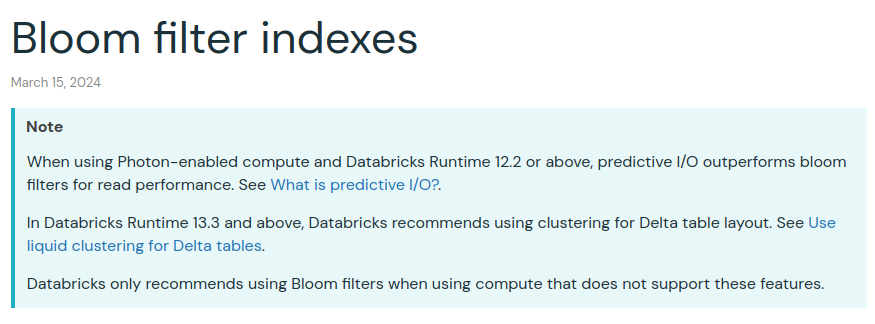 Bloom filter indexes
March 15, 2024
Note
When using Photon-enabled compute and Databricks Runtime 12.2 or above, predictive I/O outperforms bloom
filters for read performance. See What is predictive I/O?.
In Databricks Runtime 13.3 and above, Databricks recommends using clustering for Delta table layout. See Use
liquid clustering for Delta tables.
Databricks only recommends using Bloom filters when using compute that does not support these features.